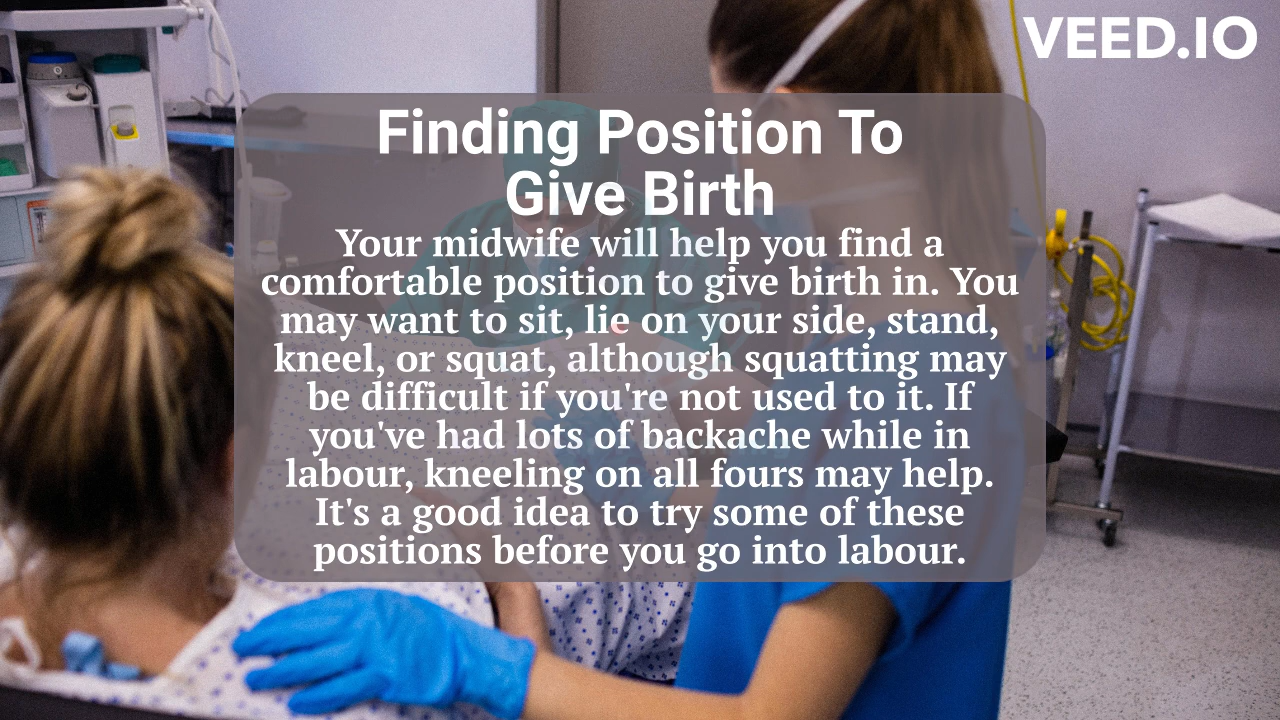 VEED.IO
Finding Position To
Give Birth
Your midwife will help you find a
comfortable position to give birth in. You
may want to sit, lie on your side, stand,
kneel, or squat, although squatting may
be difficult if you're not used to it. If
you've had lots of backache while in
labour, kneeling on all fours may help.
It's a good idea to try some of these
positions before you go into labour.